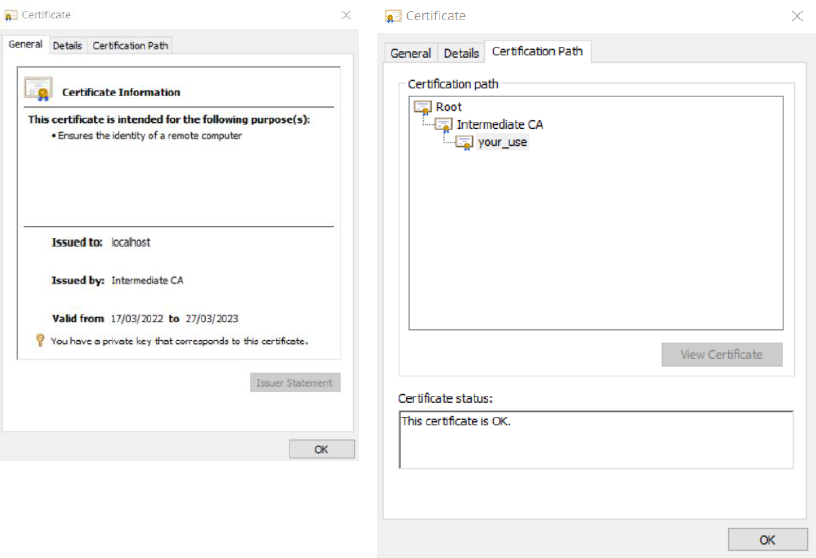 Certificate
General Details Certification Path
Certificate Information
This certificate is intended for the following purpose(s):
• Ensures the identity of a remote computer
Issued to: localhost
Issued by: Intermediate CA
Valid from 17/03/2022 to 27/03/2023
You have a private key that corresponds to this certificate.
Issuer Statement
OK
Certificate
General Details Certification Path
Certification path
Root
Intermediate CA
your_use
View Certificate
Certificate status:
This certificate is OK.
OK